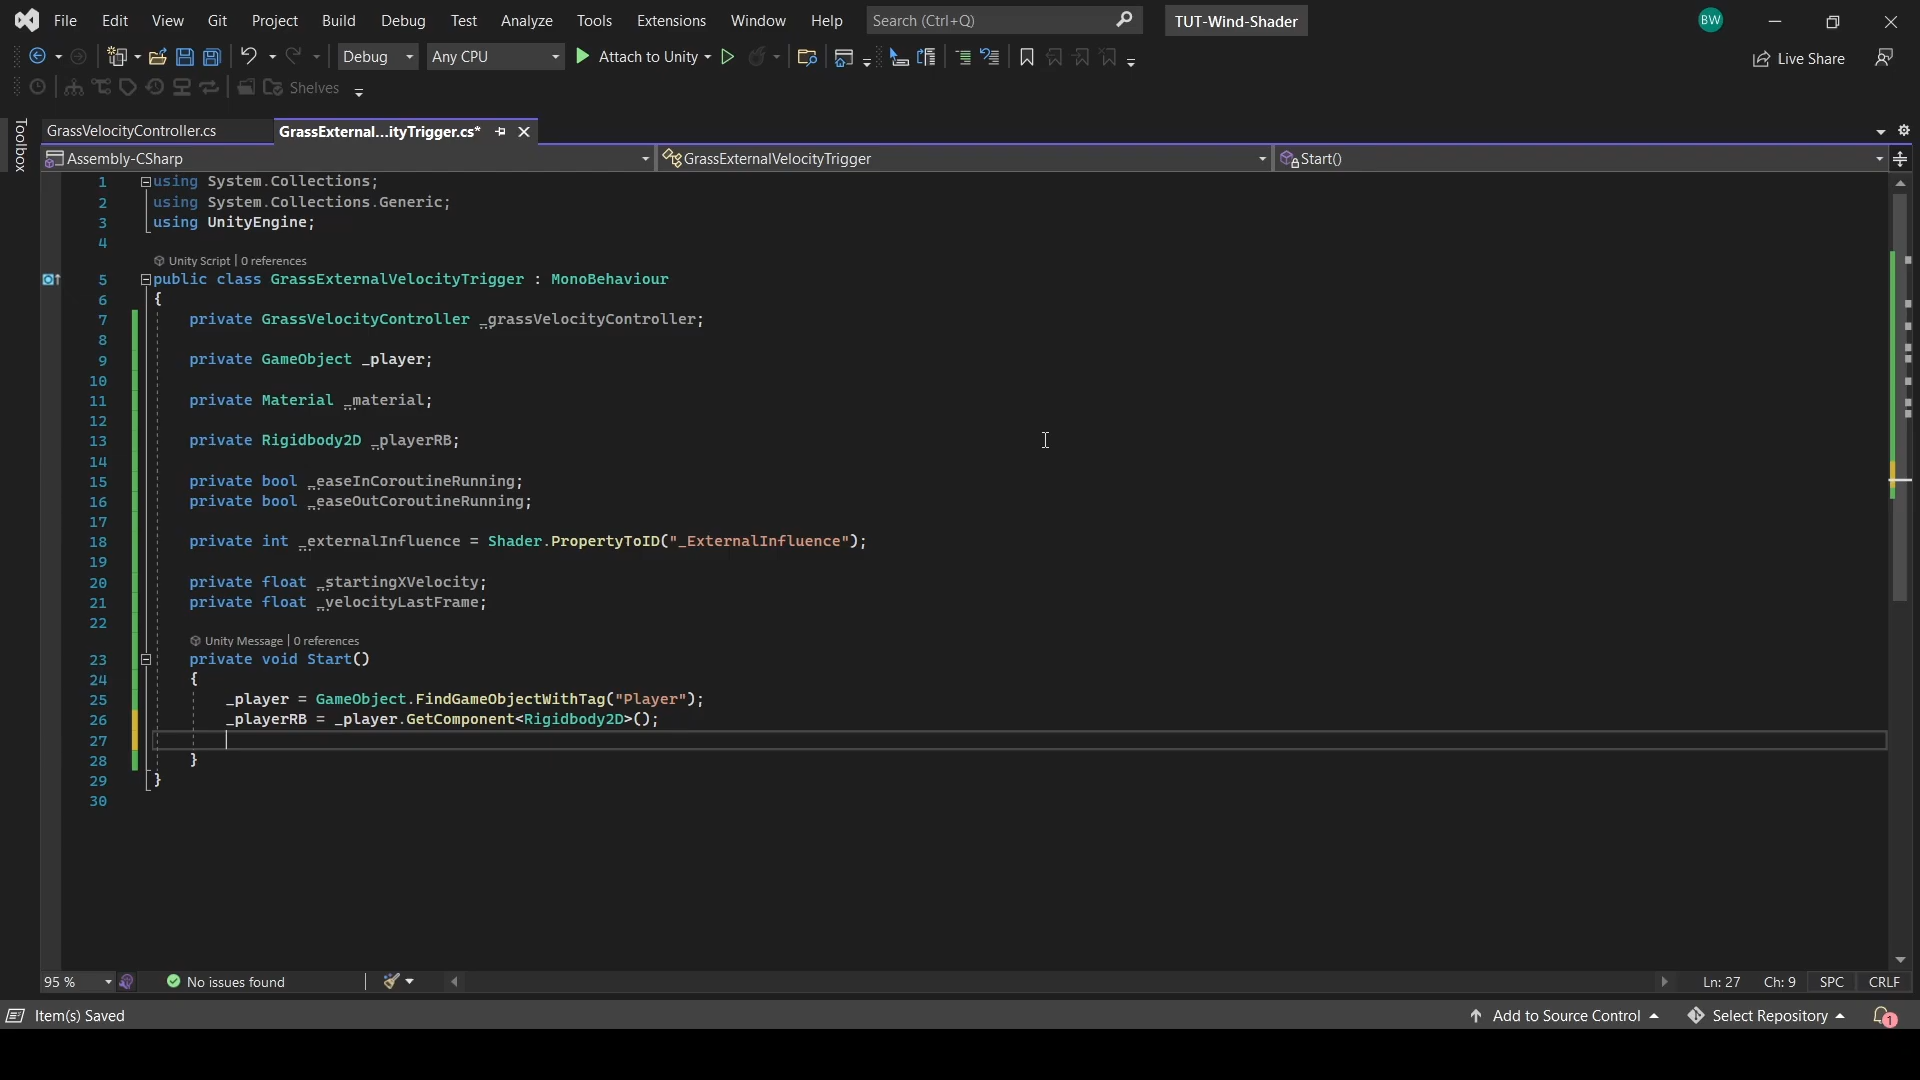 File Edit View Git Project Build Debug Test Analyze Tools Extensions Window Help Search (Ctrl+Q) TUT-Wind-Shader BW
Debug Any CPU Attach to Unity Live Share
Shelves
Toolbox
GrassVelocityController.cs GrassExternal...ityTrigger.cs*
Assembly-CSharp GrassExternalVelocityTrigger Start()
1 using System.Collections;
2 using System.Collections.Generic;
3 using UnityEngine;
4
Unity Script | 0 references
5 public class GrassExternalVelocityTrigger : MonoBehaviour
6 {
7 private GrassVelocityController _grassVelocityController;
8
9 private GameObject _player;
10
11 private Material _material;
12
13 private Rigidbody2D _playerRB;
14
15 private bool _easeInCoroutineRunning;
16 private bool _easeOutCoroutineRunning;
17
18 private int _externalInfluence = Shader.PropertyToID("_ExternalInfluence");
19
20 private float _startingXVelocity;
21 private float _velocityLastFrame;
22
Unity Message | 0 references
23 private void Start()
24 {
25 _player = GameObject.FindGameObjectWithTag("Player");
26 _playerRB = _player.GetComponent<Rigidbody2D>();
27
28 }
29 }
30
95 % No issues found Ln: 27 Ch: 9 SPC CRLF
Item(s) Saved Add to Source Control Select Repository 1